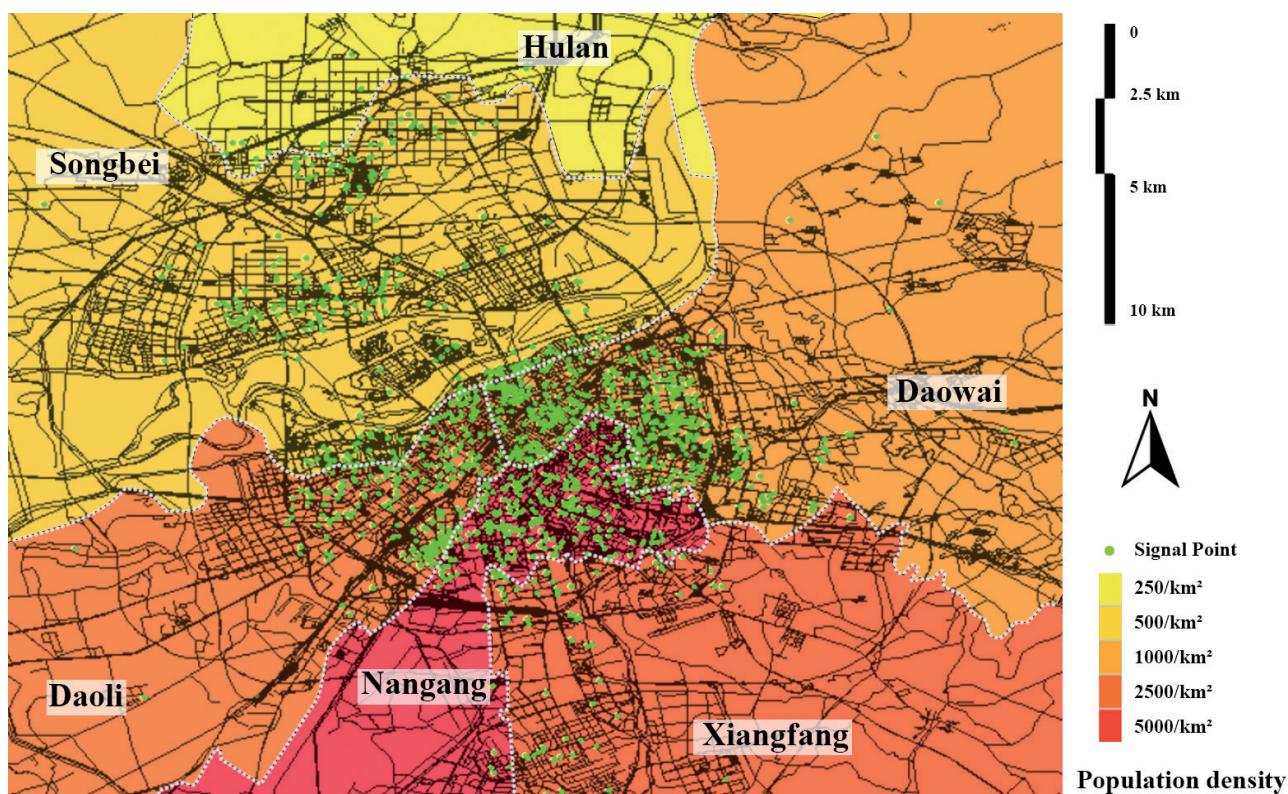 Hulan
Songbei
Daowai
Nangang
Daoli
Xiangfang
0
2.5 km
5 km
10 km
N
Signal Point
250/km²
500/km²
1000/km²
2500/km²
5000/km²
Population density